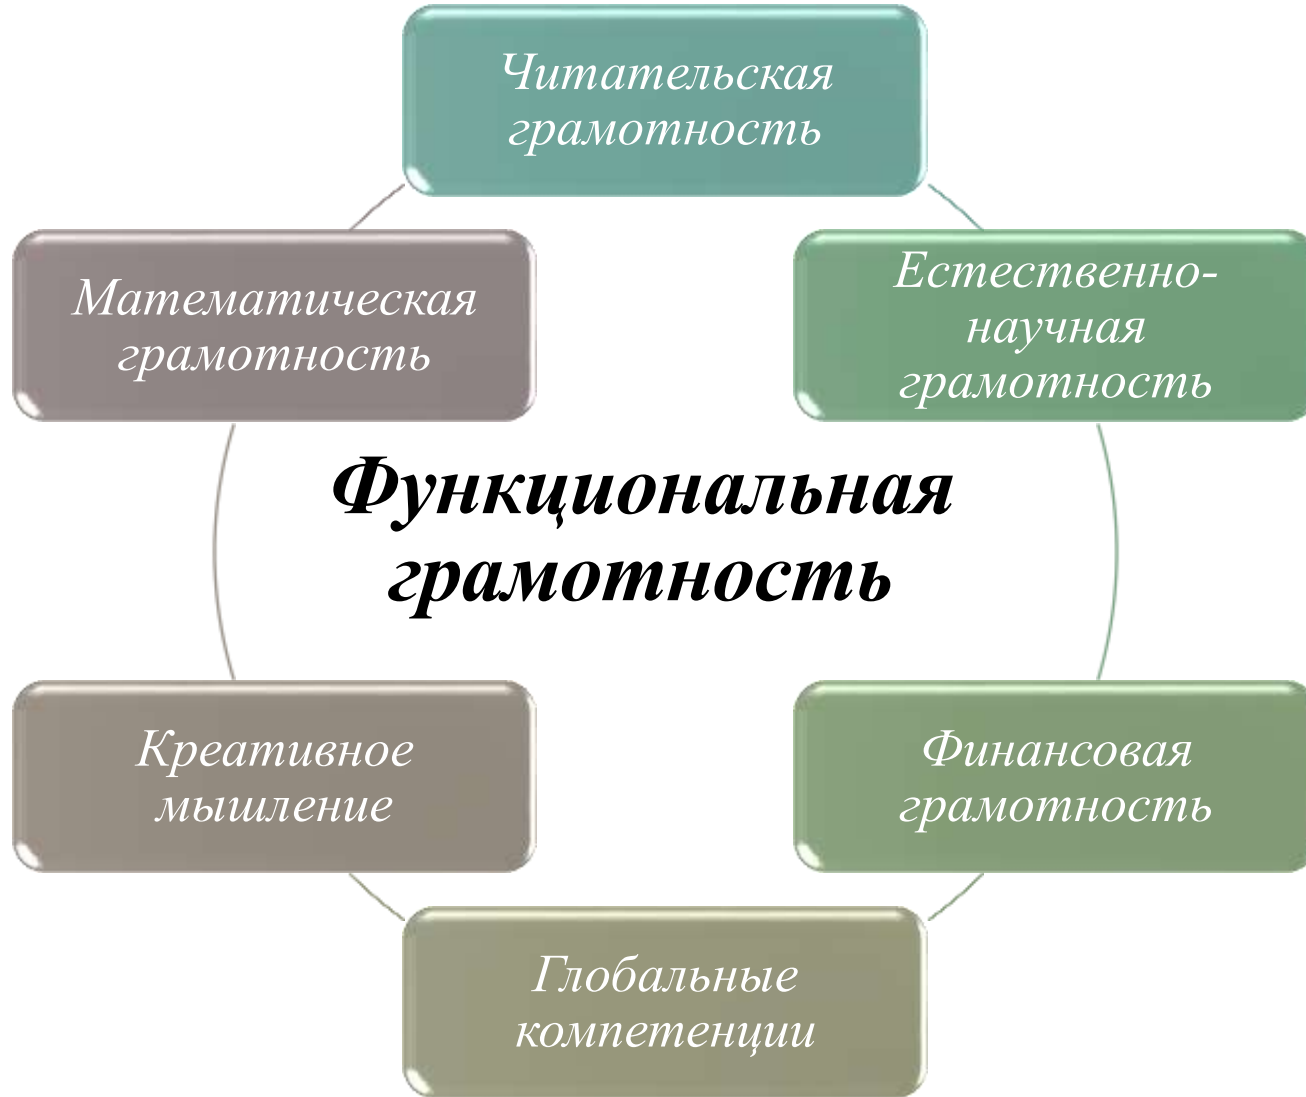 Читательская
грамотность
Математическая
грамотность
Естественно-
научная
грамотность
Функциональная
грамотность
Креативное
мышление
Финансовая
грамотность
Глобальные
компетенции